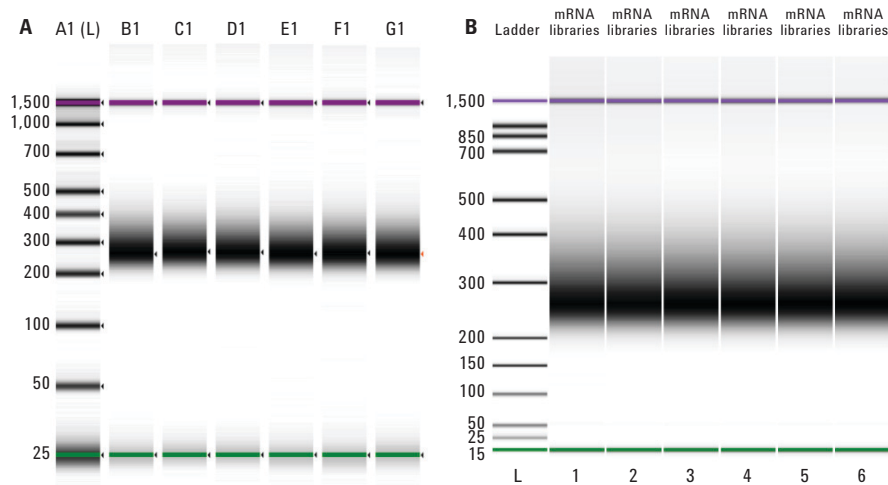 A
A1 (L) B1 C1 D1 E1 F1 G1
1,500
1,000
700
500
400
300
200
100
50
25
B
Ladder
mRNA libraries
mRNA libraries
mRNA libraries
mRNA libraries
mRNA libraries
mRNA libraries
1,500
850
700
500
400
300
200
150
100
50
25
15
L 1 2 3 4 5 6